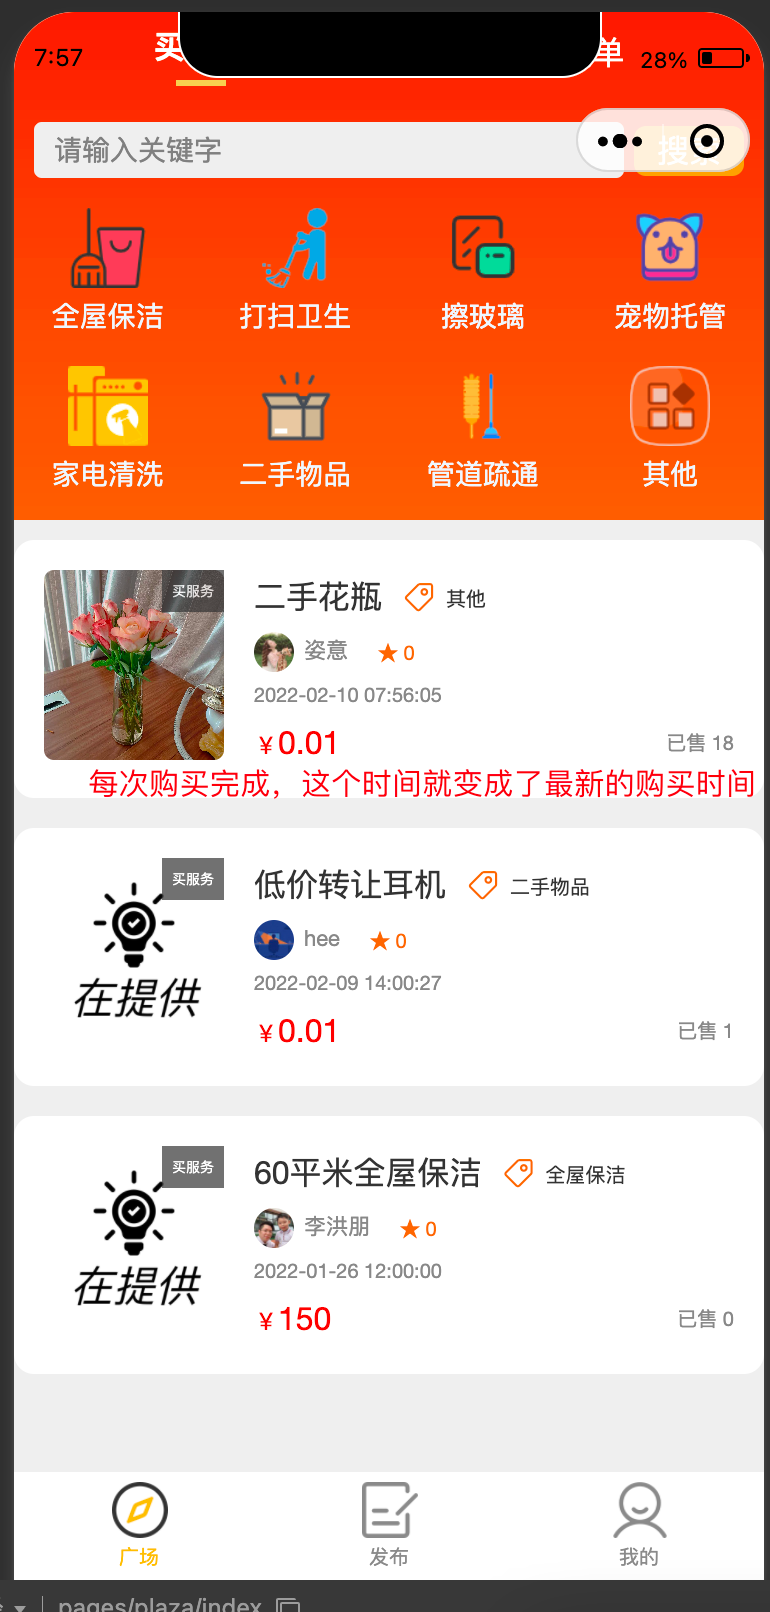 7:57
买
单
28%
请输入关键字
搜索
全屋保洁
打扫卫生
擦玻璃
宠物托管
家电清洗
二手物品
管道疏通
其他
买服务
二手花瓶
其他
姿意
0
2022-02-10 07:56:05
¥0.01
已售 18
每次购买完成，这个时间就变成了最新的购买时间
买服务
在提供
低价转让耳机
二手物品
hee
0
2022-02-09 14:00:27
¥0.01
已售 1
买服务
在提供
60平米全屋保洁
全屋保洁
李洪朋
0
2022-01-26 12:00:00
¥150
已售 0
广场
发布
我的
pages/plaza/index